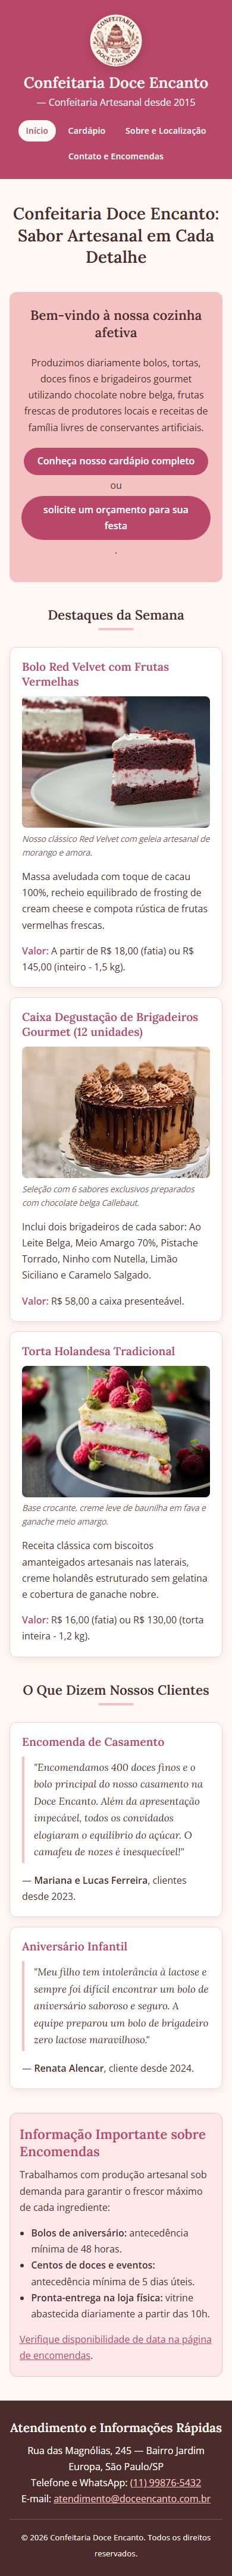 CONFEITARIA
DOCE ENCANTO
Confeitaria Doce Encanto
— Confeitaria Artesanal desde 2015
Início Cardápio Sobre e Localização
Contato e Encomendas
Confeitaria Doce Encanto:
Sabor Artesanal em Cada
Detalhe
Bem-vindo à nossa cozinha
afetiva
Produzimos diariamente bolos, tortas,
doces finos e brigadeiros gourmet
utilizando chocolate nobre belga, frutas
frescas de produtores locais e receitas de
família livres de conservantes artificiais.
Conheça nosso cardápio completo
ou
solicite um orçamento para sua
festa
.
Destaques da Semana
Bolo Red Velvet com Frutas
Vermelhas
Nosso clássico Red Velvet com geleia artesanal de
morango e amora.
Massa aveludada com toque de cacau
100%, recheio equilibrado de frosting de
cream cheese e compota rústica de frutas
vermelhas frescas.
Valor: A partir de R$ 18,00 (fatia) ou R$
145,00 (inteiro - 1,5 kg).
Caixa Degustação de Brigadeiros
Gourmet (12 unidades)
Seleção com 6 sabores exclusivos preparados
com chocolate belga Callebaut.
Inclui dois brigadeiros de cada sabor: Ao
Leite Belga, Meio Amargo 70%, Pistache
Torrado, Ninho com Nutella, Limão
Siciliano e Caramelo Salgado.
Valor: R$ 58,00 a caixa presenteável.
Torta Holandesa Tradicional
Base crocante, creme leve de baunilha em fava e
ganache meio amargo.
Receita clássica com biscoitos
amanteigados artesanais nas laterais,
creme holandês estruturado sem gelatina
e cobertura de ganache nobre.
Valor: R$ 16,00 (fatia) ou R$ 130,00 (torta
inteira - 1,2 kg).
O Que Dizem Nossos Clientes
Encomenda de Casamento
"Encomendamos 400 doces finos e o
bolo principal do nosso casamento na
Doce Encanto. Além da apresentação
impecável, todos os convidados
elogiaram o equilíbrio do açúcar. O
camafeu de nozes é inesquecível!"
— Mariana e Lucas Ferreira, clientes
desde 2023.
Aniversário Infantil
"Meu filho tem intolerância à lactose e
sempre foi difícil encontrar um bolo de
aniversário saboroso e seguro. A
equipe preparou um bolo de brigadeiro
zero lactose maravilhoso."
— Renata Alencar, cliente desde 2024.
Informação Importante sobre
Encomendas
Trabalhamos com produção artesanal sob
demanda para garantir o frescor máximo
de cada ingrediente:
• Bolos de aniversário: antecedência
mínima de 48 horas.
• Centos de doces e eventos:
antecedência mínima de 5 dias úteis.
• Pronta-entrega na loja física: vitrine
abastecida diariamente a partir das 10h.
Verifique disponibilidade de data na página
de encomendas.
Atendimento e Informações Rápidas
Rua das Magnólias, 245 — Bairro Jardim
Europa, São Paulo/SP
Telefone e WhatsApp: (11) 99876-5432
E-mail: atendimento@doceencanto.com.br
© 2026 Confeitaria Doce Encanto. Todos os direitos
reservados.